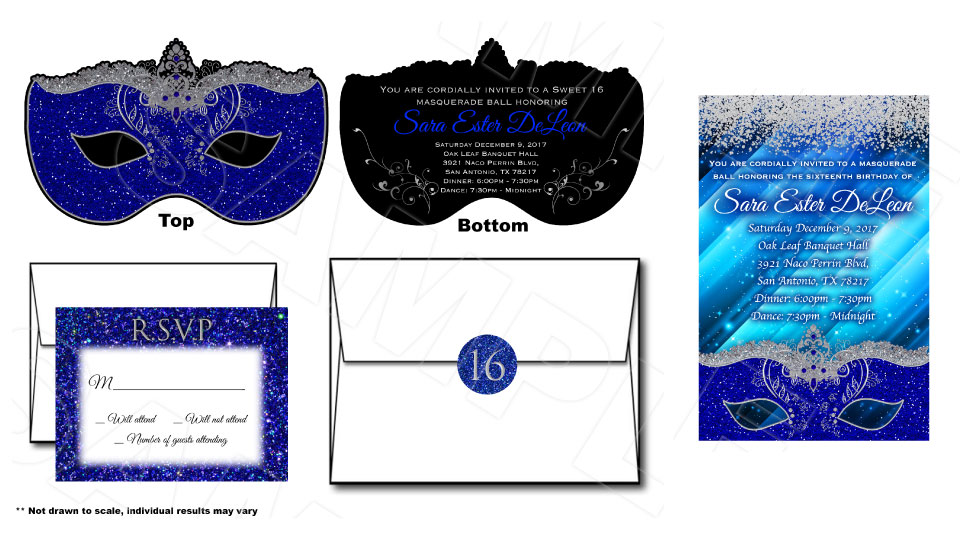 You are cordially invited to a Sweet 16
masquerade ball honoring
Sara Ester DeLeon
Saturday December 9, 2017
Oak Leaf Banquet Hall
3921 Naco Perrin Blvd,
San Antonio, TX 78217
Dinner: 6:00pm - 7:30pm
Dance: 7:30pm - Midnight
Top
Bottom
You are cordially invited to a masquerade
ball honoring the sixteenth birthday of
Sara Ester DeLeon
Saturday December 9, 2017
Oak Leaf Banquet Hall
3921 Naco Perrin Blvd,
San Antonio, TX 78217
Dinner: 6:00pm - 7:30pm
Dance: 7:30pm - Midnight
R.S.V.P
M
Will attend Will not attend
Number of guests attending
16
** Not drawn to scale, individual results may vary